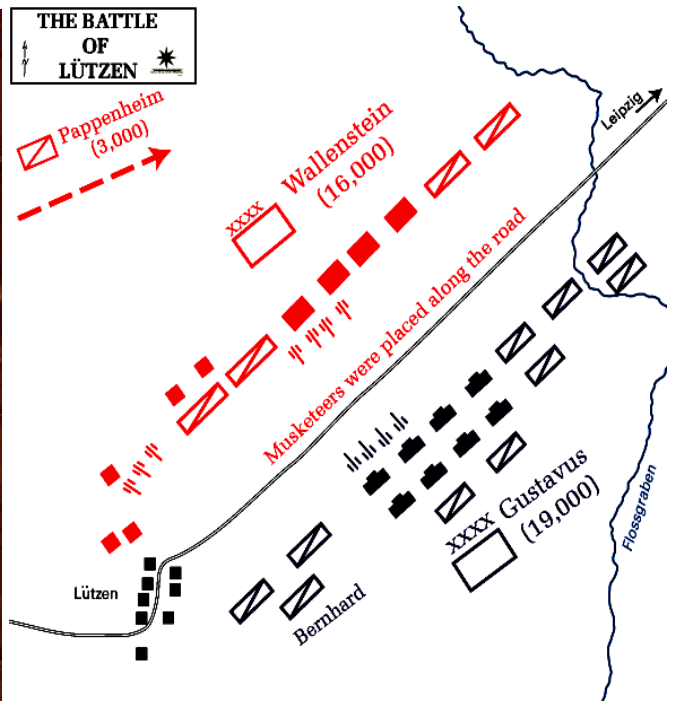 THE BATTLE
OF
LÜTZEN
Pappenheim
(3,000)
XXXX Wallenstein
(16,000)
Leipzig
Musketeers were placed along the road
XXXX Gustavus
(19,000)
Flossgraben
Lützen
Bernhard